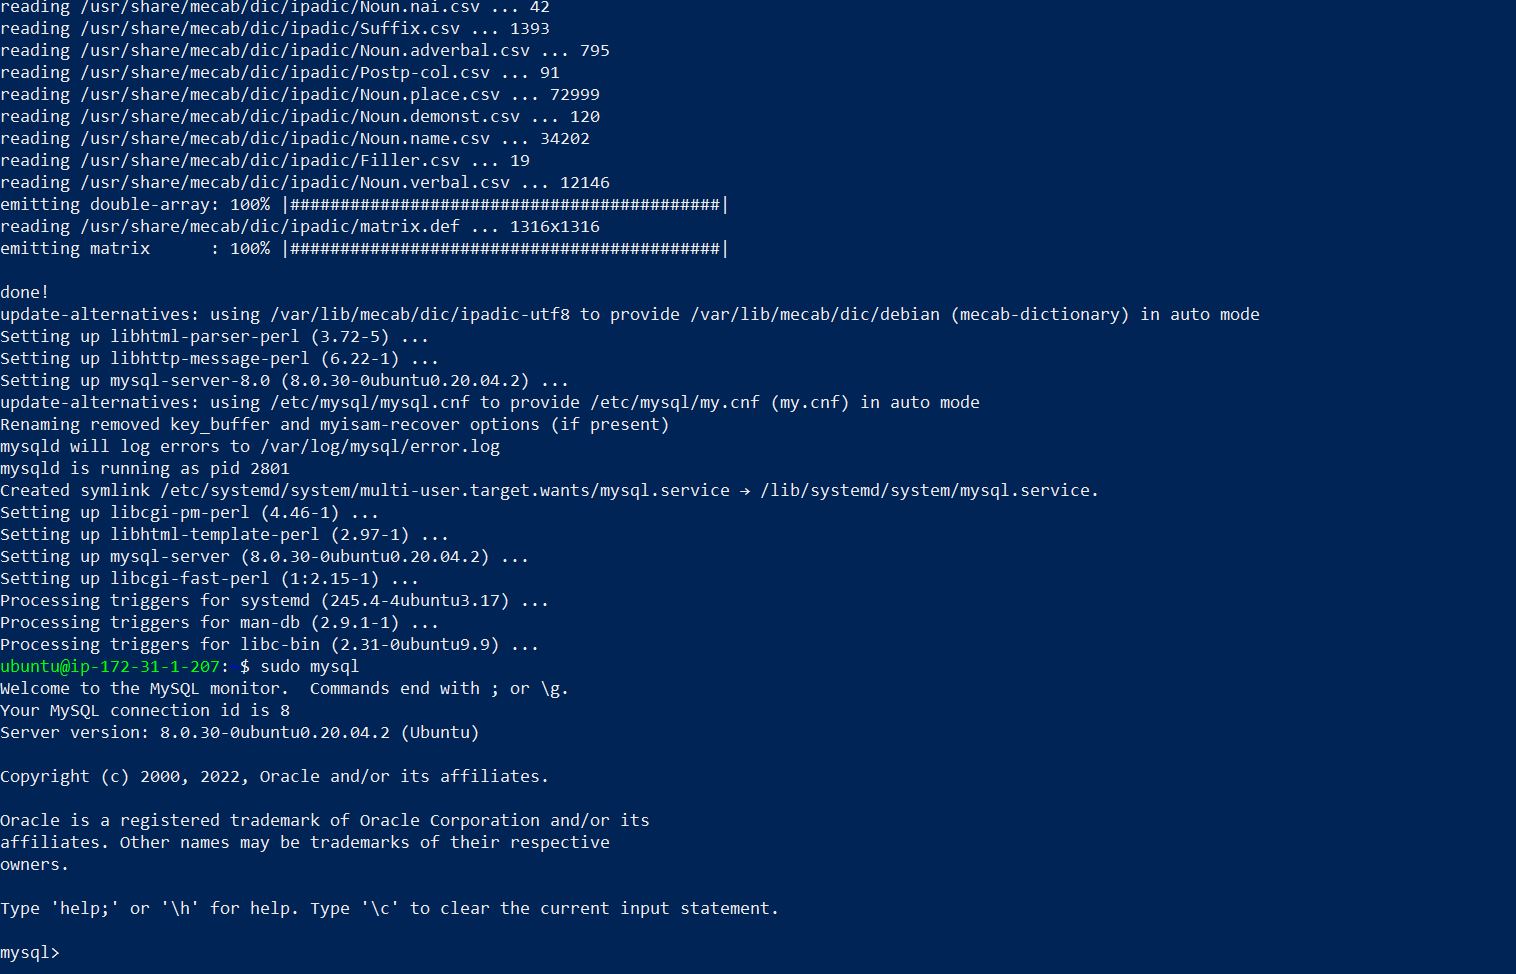 reading /usr/share/mecab/dic/ipadic/Noun.nai.csv ... 42
reading /usr/share/mecab/dic/ipadic/Suffix.csv ... 1393
reading /usr/share/mecab/dic/ipadic/Noun.adverbal.csv ... 795
reading /usr/share/mecab/dic/ipadic/Postp-col.csv ... 91
reading /usr/share/mecab/dic/ipadic/Noun.place.csv ... 72999
reading /usr/share/mecab/dic/ipadic/Noun.demonst.csv ... 120
reading /usr/share/mecab/dic/ipadic/Noun.name.csv ... 34202
reading /usr/share/mecab/dic/ipadic/Filler.csv ... 19
reading /usr/share/mecab/dic/ipadic/Noun.verbal.csv ... 12146
emitting double-array: 100% |###########################################|
reading /usr/share/mecab/dic/ipadic/matrix.def ... 1316x1316
emitting matrix      : 100% |###########################################|

done!
update-alternatives: using /var/lib/mecab/dic/ipadic-utf8 to provide /var/lib/mecab/dic/debian (mecab-dictionary) in auto mode
Setting up libhtml-parser-perl (3.72-5) ...
Setting up libhttp-message-perl (6.22-1) ...
Setting up mysql-server-8.0 (8.0.30-0ubuntu0.20.04.2) ...
update-alternatives: using /etc/mysql/mysql.cnf to provide /etc/mysql/my.cnf (my.cnf) in auto mode
Renaming removed key_buffer and myisam-recover options (if present)
mysqld will log errors to /var/log/mysql/error.log
mysqld is running as pid 2801
Created symlink /etc/systemd/system/multi-user.target.wants/mysql.service → /lib/systemd/system/mysql.service.
Setting up libcgi-pm-perl (4.46-1) ...
Setting up libhtml-template-perl (2.97-1) ...
Setting up mysql-server (8.0.30-0ubuntu0.20.04.2) ...
Setting up libcgi-fast-perl (1:2.15-1) ...
Processing triggers for systemd (245.4-4ubuntu3.17) ...
Processing triggers for man-db (2.9.1-1) ...
Processing triggers for libc-bin (2.31-0ubuntu9.9) ...
ubuntu@ip-172-31-1-207: $ sudo mysql
Welcome to the MySQL monitor.  Commands end with ; or \g.
Your MySQL connection id is 8
Server version: 8.0.30-0ubuntu0.20.04.2 (Ubuntu)

Copyright (c) 2000, 2022, Oracle and/or its affiliates.

Oracle is a registered trademark of Oracle Corporation and/or its
affiliates. Other names may be trademarks of their respective
owners.

Type 'help;' or '\h' for help. Type '\c' to clear the current input statement.

mysql>